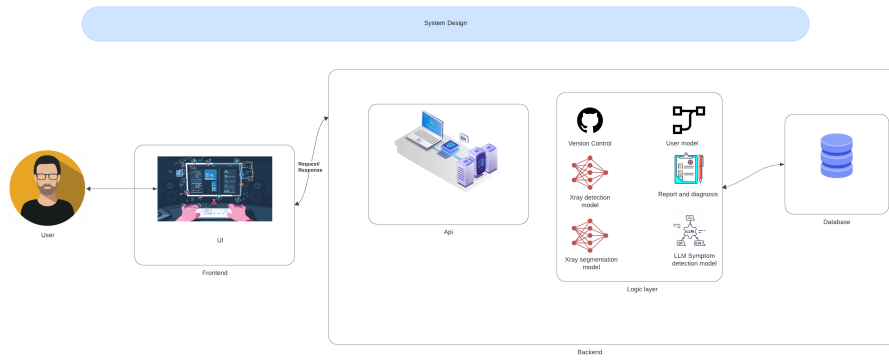 System Design
User
UI
Frontend
Request/
Response
Api
Version Control
User model
Xray detection
model
Report and diagnosis
Xray segmentation
model
LLM
LLM Symptom
detection model
Logic layer
Database
Backend